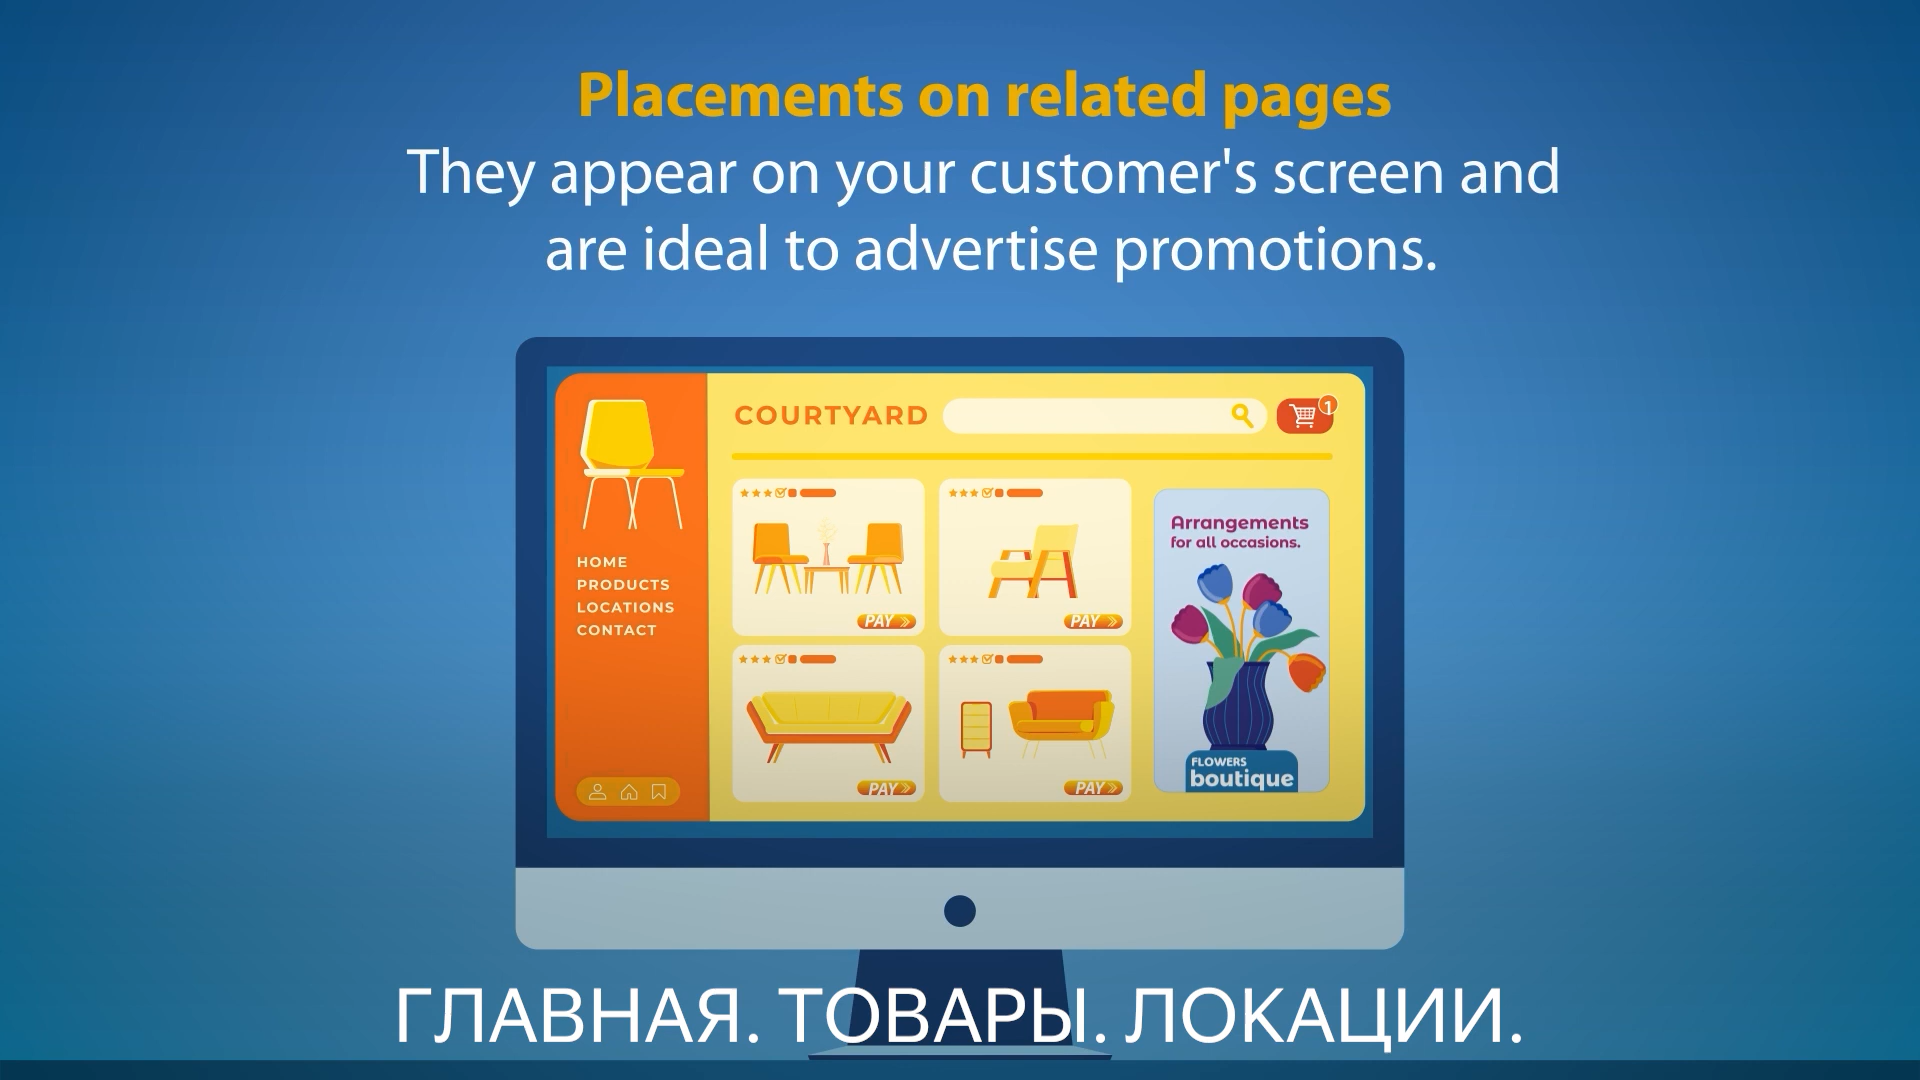 Placements on related pages
They appear on your customer's screen and
are ideal to advertise promotions.
COURTYARD
1
HOME
PRODUCTS
LOCATIONS
CONTACT
PAY
PAY
PAY
PAY
Arrangements
for all occasions.
FLOWERS
boutique
ГЛАВНАЯ. ТОВАРЫ. ЛОКАЦИИ.